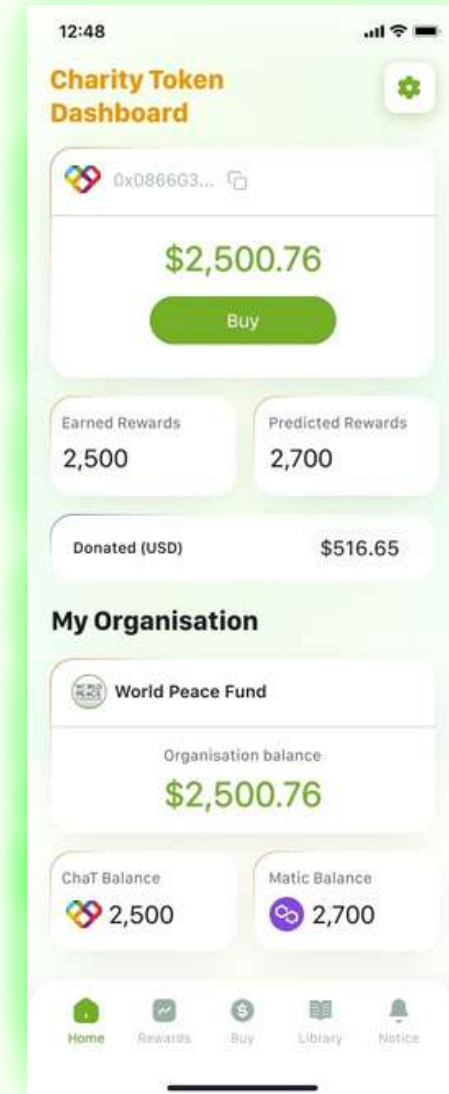 12:48
Charity Token
Dashboard
0x0866G3...
$2,500.76
Buy
Earned Rewards
2,500
Predicted Rewards
2,700
Donated (USD)
$516.65
My Organisation
WORLD
PEACE
World Peace Fund
Organisation balance
$2,500.76
ChaT Balance
2,500
Matic Balance
2,700
Home
Rewards
Buy
Library
Notice